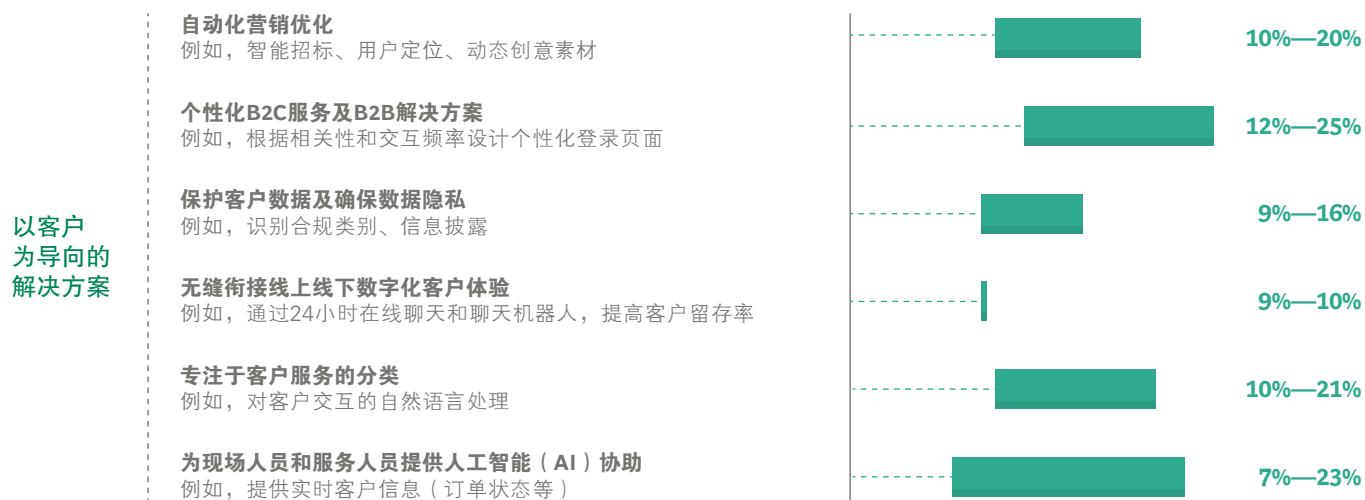 自动化营销优化
例如，智能招标、用户定位、动态创意素材
10%—20%
个性化B2C服务及B2B解决方案
例如，根据相关性和交互频率设计个性化登录页面
12%—25%
保护客户数据及确保数据隐私
例如，识别合规类别、信息披露
9%—16%
以客户
为导向的
解决方案
无缝衔接线上线下数字化客户体验
例如，通过24小时在线聊天和聊天机器人，提高客户留存率
9%—10%
专注于客户服务的分类
例如，对客户交互的自然语言处理
10%—21%
为现场人员和服务人员提供人工智能（AI）协助
例如，提供实时客户信息（订单状态等）
7%—23%